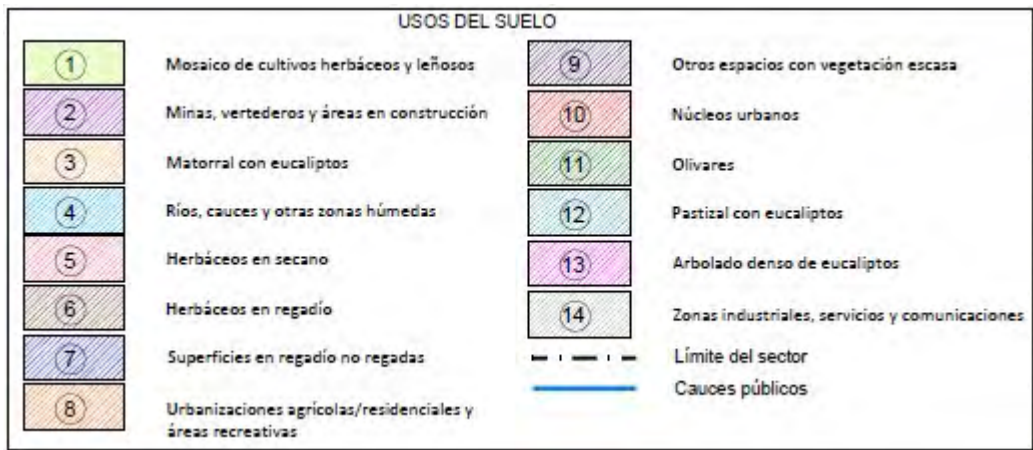 USOS DEL SUELO
1 Mosaico de cultivos herbáceos y leñosos
2 Minas, vertederos y áreas en construcción
3 Matorral con eucaliptos
4 Ríos, cauces y otras zonas húmedas
5 Herbáceos en secano
6 Herbáceos en regadío
7 Superficies en regadío no regadas
8 Urbanizaciones agrícolas/residenciales y
áreas recreativas
9 Otros espacios con vegetación escasa
10 Núcleos urbanos
11 Olivares
12 Pastizal con eucaliptos
13 Arbolado denso de eucaliptos
14 Zonas industriales, servicios y comunicaciones
Límite del sector
Cauces públicos